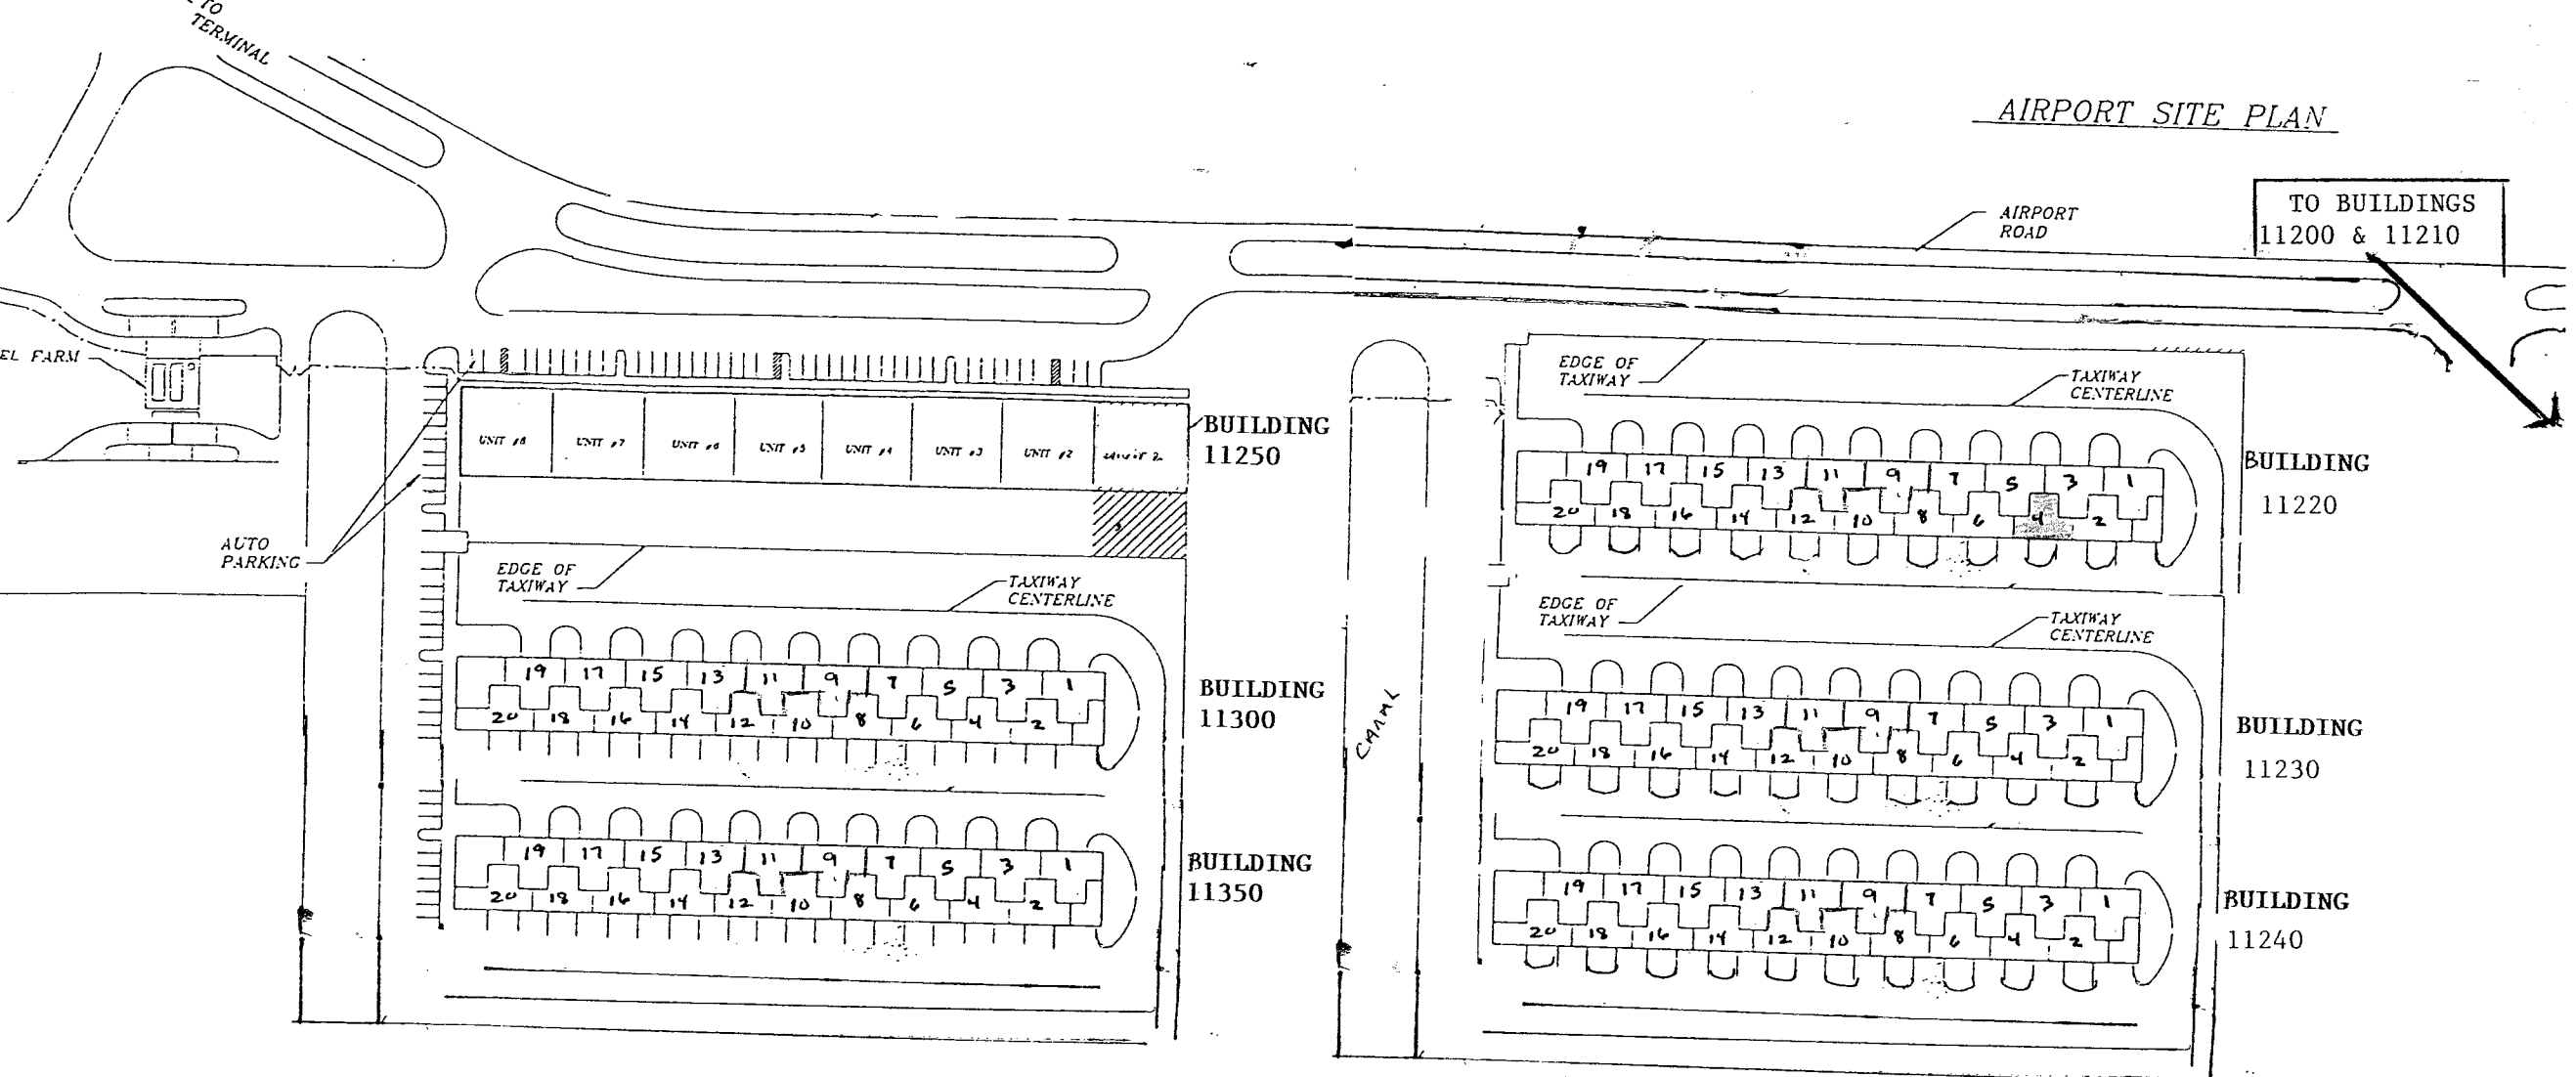 TO
TERMINAL
AIRPORT SITE PLAN
AIRPORT
ROAD
TO BUILDINGS
11200 & 11210
EL FARM
AUTO
PARKING
UNIT #8 UNIT #7 UNIT #6 UNIT #5 UNIT #4 UNIT #3 UNIT #2
BUILDING
11250
EDGE OF
TAXIWAY
TAXIWAY
CENTERLINE
19 17 15 13 11 9 7 5 3 1
20 18 16 14 12 10 8 6 4 2
BUILDING
11300
19 17 15 13 11 9 7 5 3 1
20 18 16 14 12 10 8 6 4 2
BUILDING
11350
CANAL
EDGE OF
TAXIWAY
TAXIWAY
CENTERLINE
19 17 15 13 11 9 7 5 3 1
20 18 16 14 12 10 8 6 4 2
BUILDING
11220
EDGE OF
TAXIWAY
TAXIWAY
CENTERLINE
19 17 15 13 11 9 7 5 3 1
20 18 16 14 12 10 8 6 4 2
BUILDING
11230
19 17 15 13 11 9 7 5 3 1
20 18 16 14 12 10 8 6 4 2
BUILDING
11240